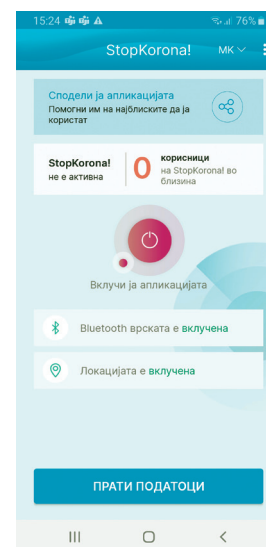 15:24
76%
StopKorona!
MK
Сподели ја апликацијата
Помогни им на најблиските да ја
користат
StopKorona!
не е активна
0
корисници
на StopKorona! во
близина
Вклучи ја апликацијата
Bluetooth врската е вклучена
Локацијата е вклучена
ПРАТИ ПОДАТОЦИ